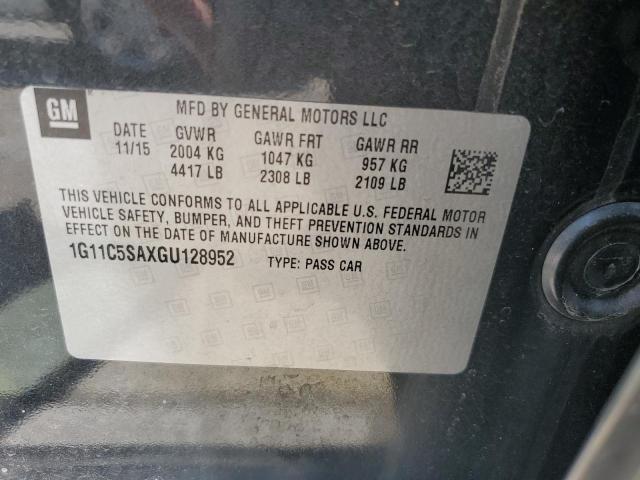 GM
MFD BY GENERAL MOTORS LLC
DATE GVWR GAWR FRT GAWR RR
11/15 2004 KG 1047 KG 957 KG
4417 LB 2308 LB 2109 LB
THIS VEHICLE CONFORMS TO ALL APPLICABLE U.S. FEDERAL MOTOR
VEHICLE SAFETY, BUMPER, AND THEFT PREVENTION STANDARDS IN
EFFECT ON THE DATE OF MANUFACTURE SHOWN ABOVE.
1G11C5SAXGU128952 TYPE: PASS CAR